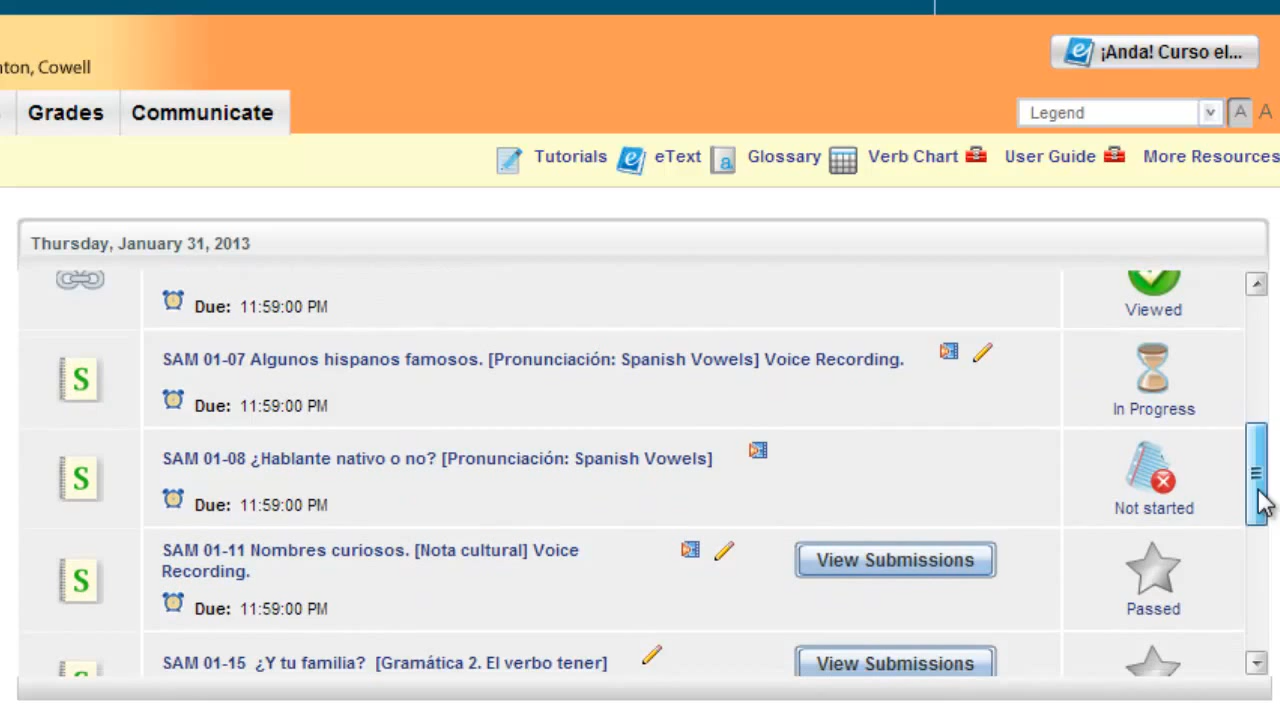 ¡Anda! Curso el...
Cowell
Grades Communicate
Legend
A A
Tutorials eText a Glossary Verb Chart User Guide More Resources
Thursday, January 31, 2013
Due: 11:59:00 PM
Viewed
S
SAM 01-07 Algunos hispanos famosos. [Pronunciación: Spanish Vowels] Voice Recording.
Due: 11:59:00 PM
In Progress
S
SAM 01-08 ¿Hablante nativo o no? [Pronunciación: Spanish Vowels]
Due: 11:59:00 PM
Not started
S
SAM 01-11 Nombres curiosos. [Nota cultural] Voice
Recording.
Due: 11:59:00 PM
View Submissions
Passed
SAM 01-15 ¿Y tu familia? [Gramática 2. El verbo tener]
View Submissions